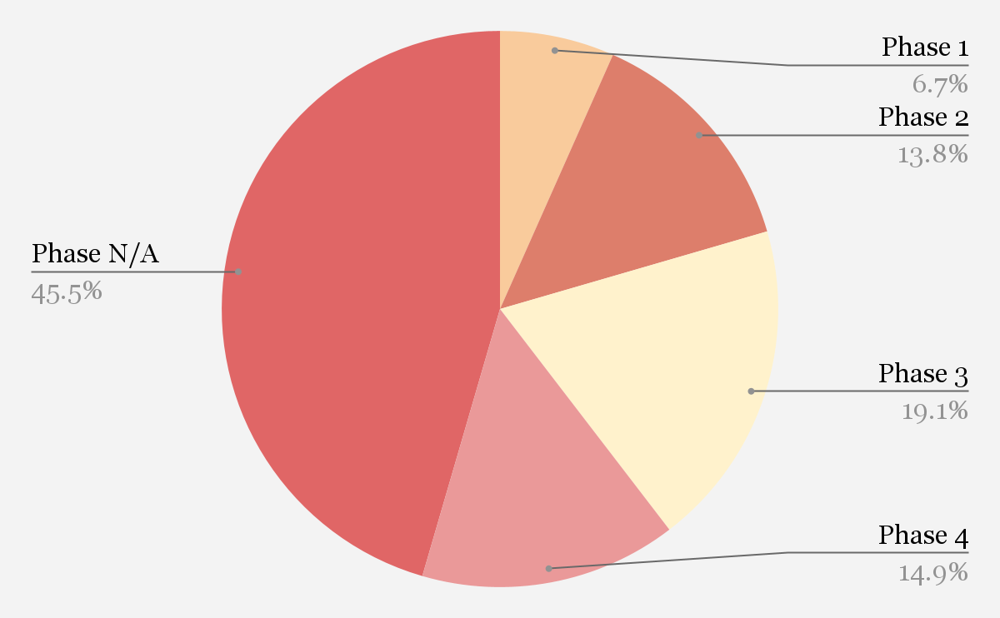 Phase 1
6.7%
Phase 2
13.8%
Phase N/A
45.5%
Phase 3
19.1%
Phase 4
14.9%